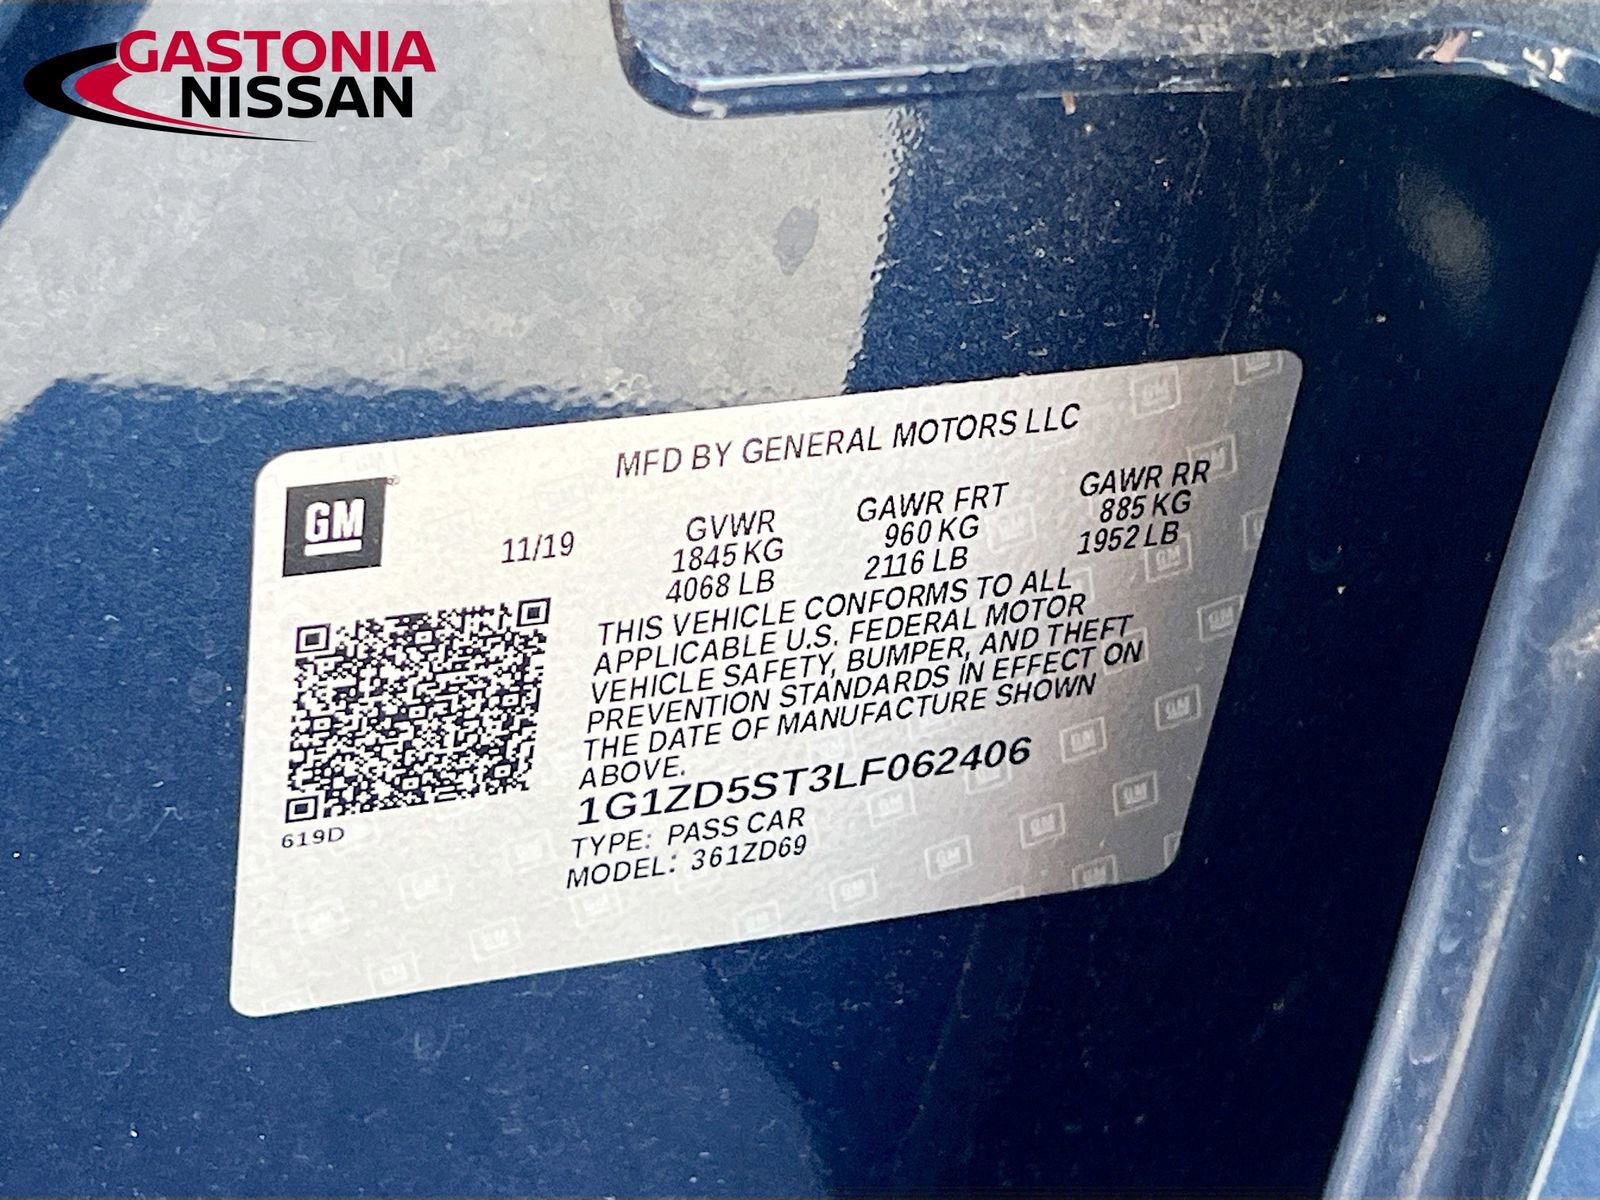 GASTONIA
NISSAN
MFD BY GENERAL MOTORS LLC
GM
11/19
GVWR
1845 KG
4068 LB
GAWR FRT
960 KG
2116 LB
GAWR RR
885 KG
1952 LB
THIS VEHICLE CONFORMS TO ALL
APPLICABLE U.S. FEDERAL MOTOR
VEHICLE SAFETY, BUMPER, AND THEFT
PREVENTION STANDARDS IN EFFECT ON
THE DATE OF MANUFACTURE SHOWN
ABOVE.
1G1ZD5ST3LF062406
TYPE: PASS CAR
MODEL: 361ZD69
619D